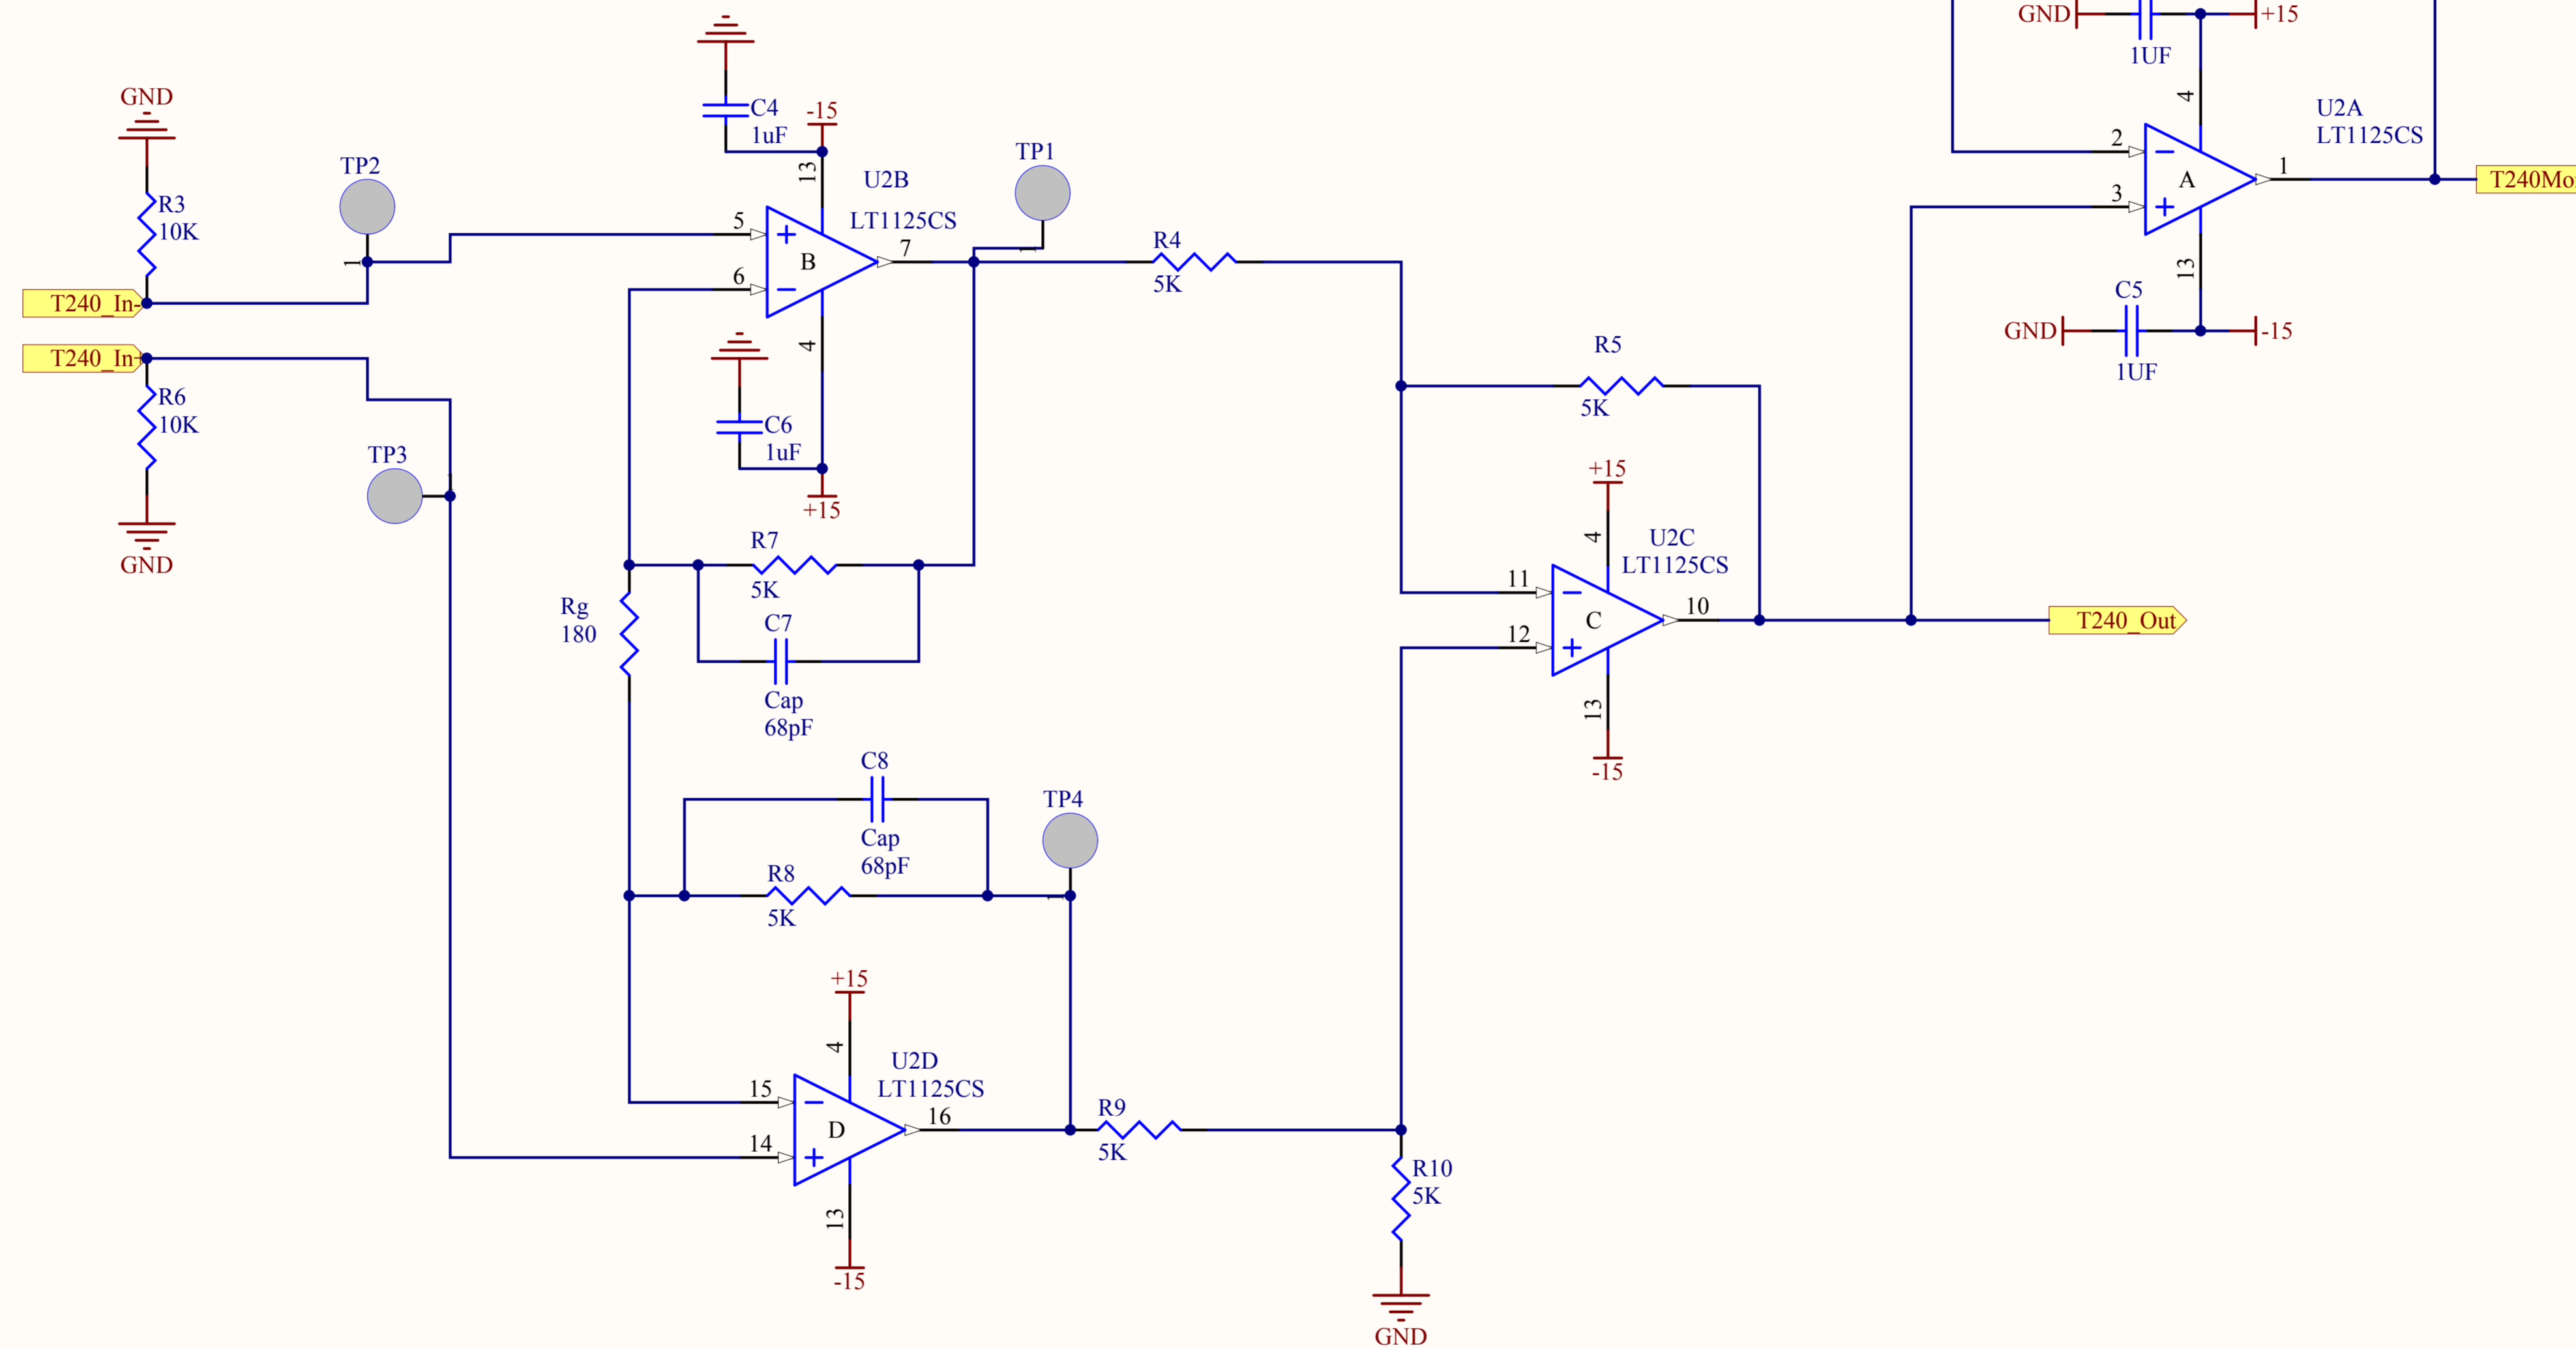 GND
+15
1UF
4
U2A
LT1125CS
2
3
A
1
13
C5
GND
-15
1UF
GND
R3
10K
TP2
1
T240_In-
T240_In+
R6
10K
GND
TP3
1
C4
1uF
-15
13
U2B
LT1125CS
5
6
B
7
4
TP1
1
C6
1uF
+15
R4
5K
R5
5K
R7
5K
C7
Cap
68pF
Rg
180
C8
Cap
68pF
R8
5K
TP4
1
+15
4
U2C
LT1125CS
11
12
C
10
13
-15
T240_Out
+15
4
U2D
LT1125CS
15
14
D
16
13
-15
R9
5K
R10
5K
GND